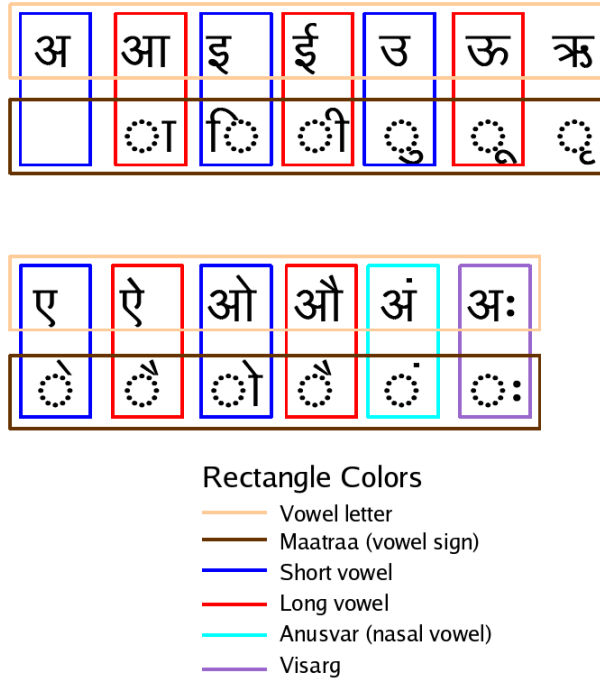 अ आ इ ई उ ऊ ऋ
ा ि ी ु ू ृ
ए ऐ ओ औ अं अः
े ै ो ै ं ः
Rectangle Colors
Vowel letter
Maatraa (vowel sign)
Short vowel
Long vowel
Anusvar (nasal vowel)
Visarg